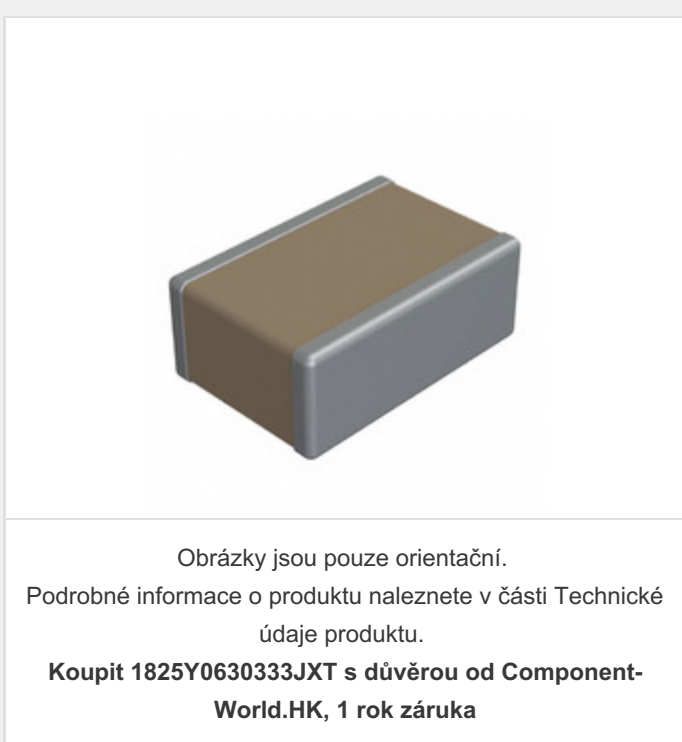 Obrázky jsou pouze orientační.
Podrobné informace o produktu naleznete v části Technické
údaje produktu.
Koupit 1825Y0630333JXT s důvěrou od Component-
World.HK, 1 rok záruka